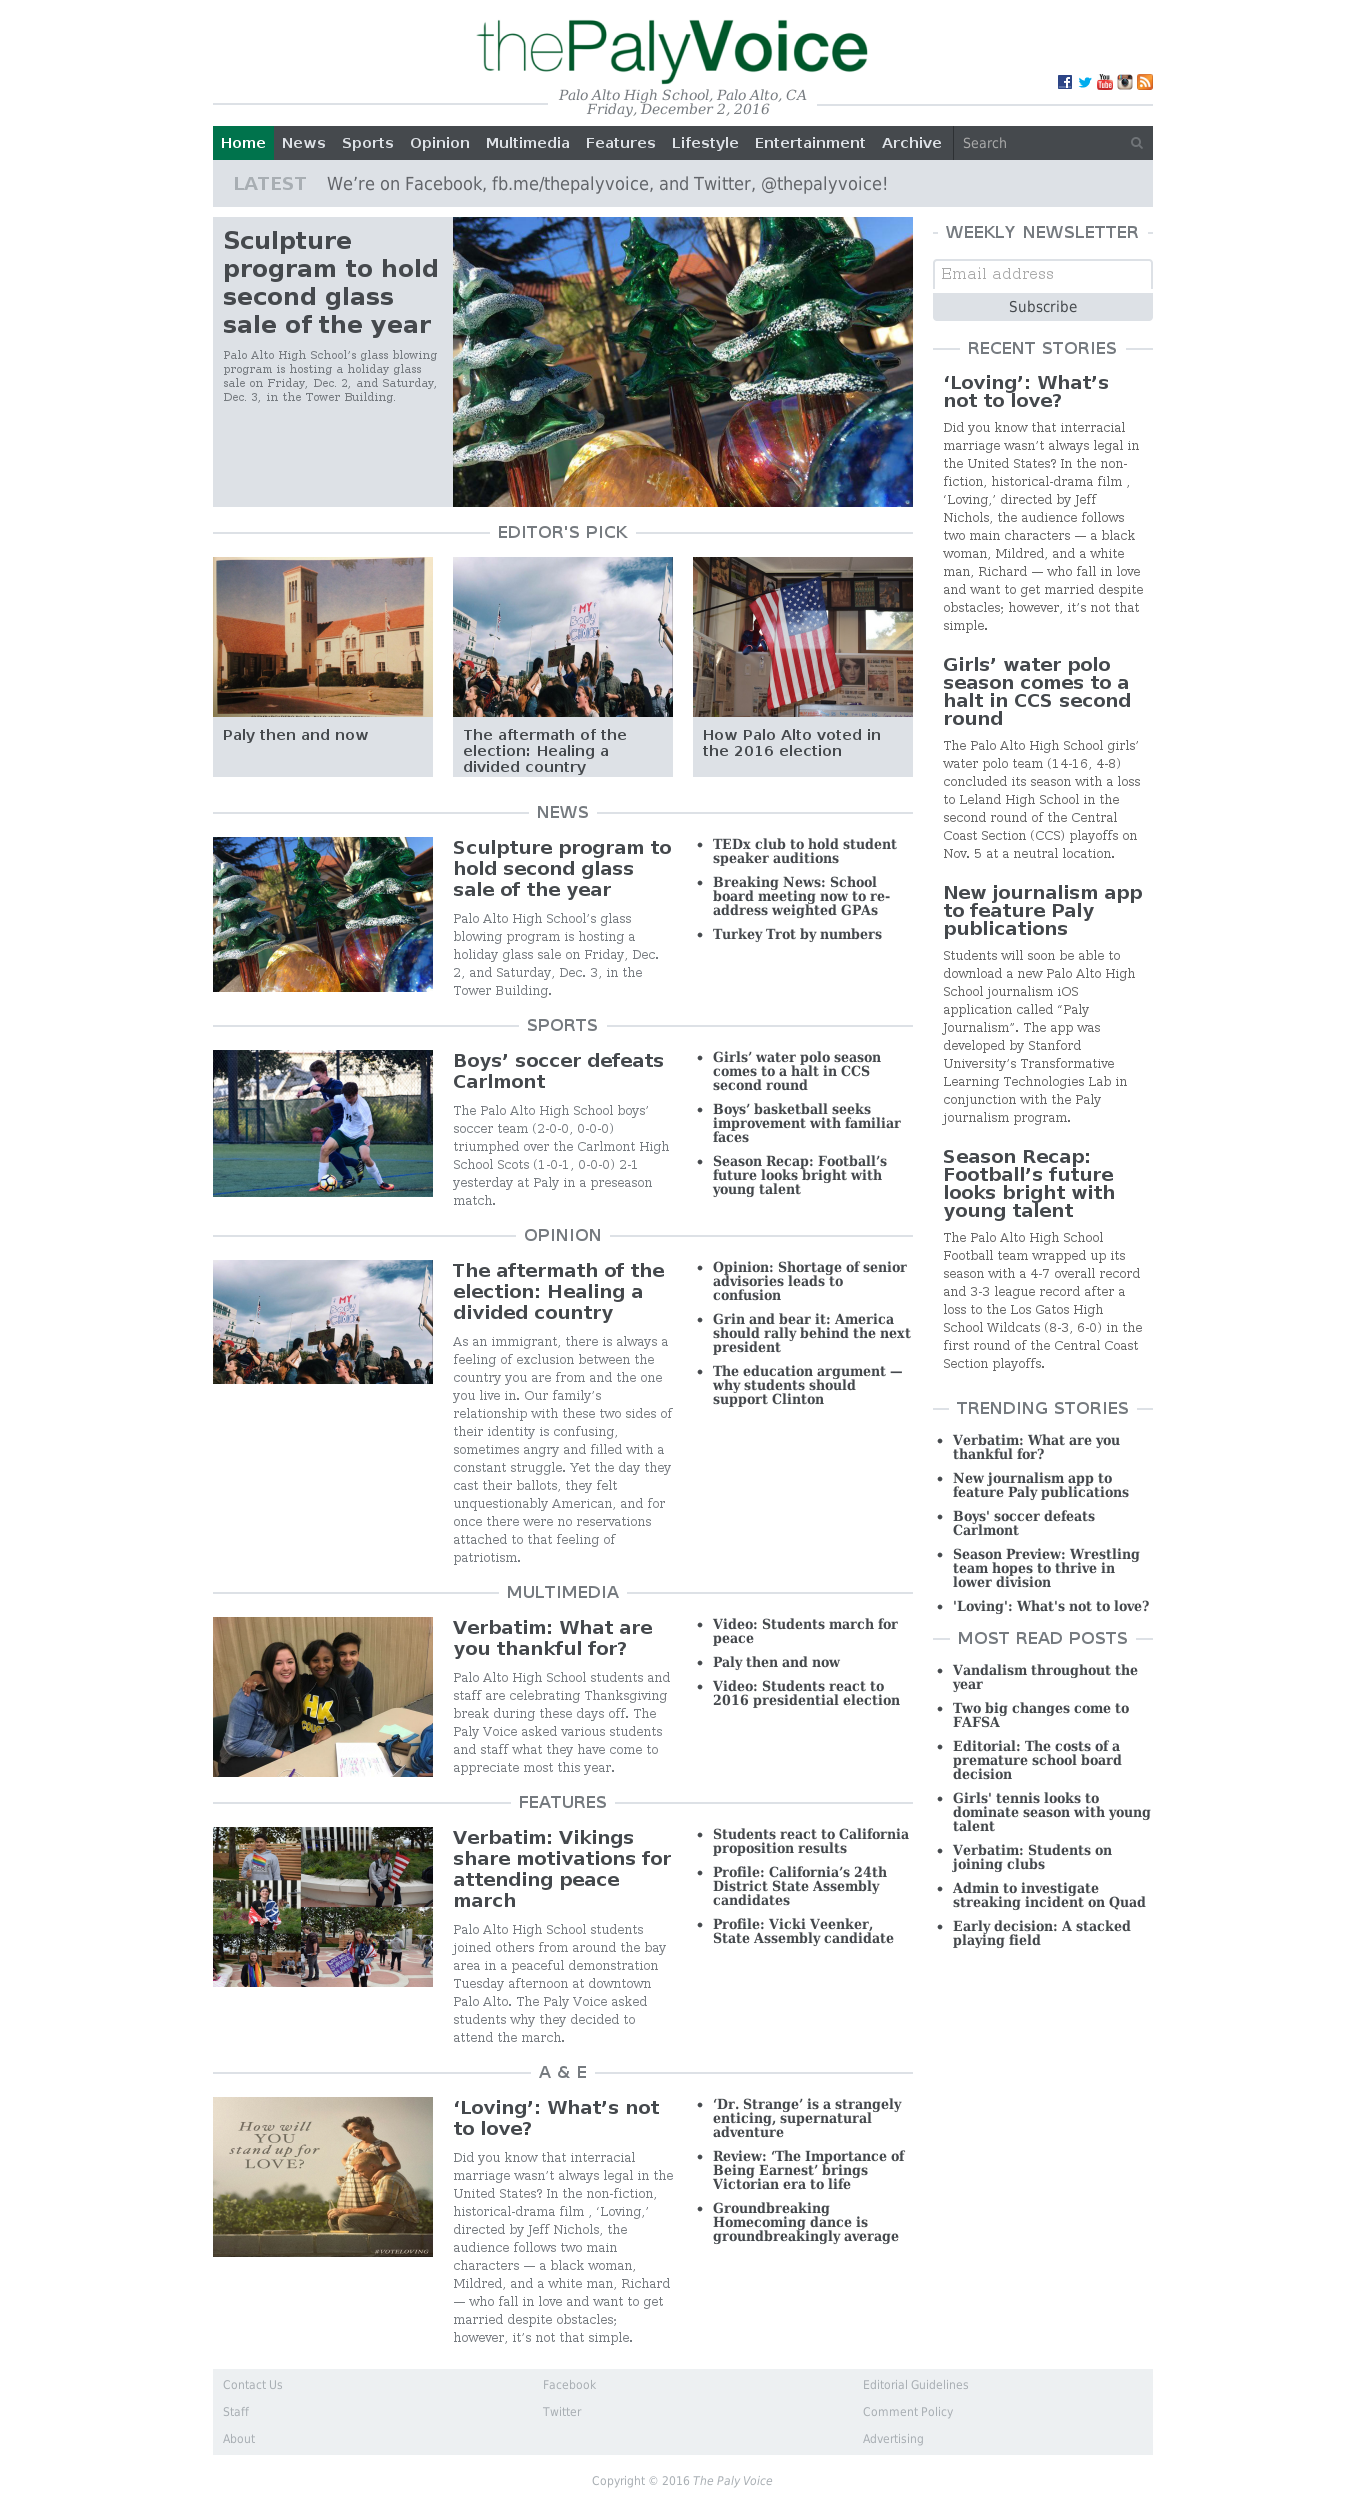 thePalyVoice
Palo Alto High School, Palo Alto, CA
Friday, December 2, 2016
Home News Sports Opinion Multimedia Features Lifestyle Entertainment Archive Search
LATEST We’re on Facebook, fb.me/thepalyvoice, and Twitter, @thepalyvoice!
Sculpture
program to hold
second glass
sale of the year
Palo Alto High School’s glass blowing
program is hosting a holiday glass
sale on Friday, Dec. 2, and Saturday,
Dec. 3, in the Tower Building.
EDITOR'S PICK
MY
BODY
MY
CHOICE
Paly then and now
The aftermath of the
election: Healing a
divided country
How Palo Alto voted in
the 2016 election
NEWS
Sculpture program to
hold second glass
sale of the year
Palo Alto High School’s glass
blowing program is hosting a
holiday glass sale on Friday, Dec.
2, and Saturday, Dec. 3, in the
Tower Building.
TEDx club to hold student
speaker auditions
Breaking News: School
board meeting now to re-
address weighted GPAs
Turkey Trot by numbers
SPORTS
Boys’ soccer defeats
Carlmont
The Palo Alto High School boys’
soccer team (2-0-0, 0-0-0)
triumphed over the Carlmont High
School Scots (1-0-1, 0-0-0) 2-1
yesterday at Paly in a preseason
match.
Girls’ water polo season
comes to a halt in CCS
second round
Boys’ basketball seeks
improvement with familiar
faces
Season Recap: Football’s
future looks bright with
young talent
OPINION
The aftermath of the
election: Healing a
divided country
As an immigrant, there is always a
feeling of exclusion between the
country you are from and the one
you live in. Our family’s
relationship with these two sides of
their identity is confusing,
sometimes angry and filled with a
constant struggle. Yet the day they
cast their ballots, they felt
unquestionably American, and for
once there were no reservations
attached to that feeling of
patriotism.
Opinion: Shortage of senior
advisories leads to
confusion
Grin and bear it: America
should rally behind the next
president
The education argument —
why students should
support Clinton
MULTIMEDIA
Verbatim: What are
you thankful for?
Palo Alto High School students and
staff are celebrating Thanksgiving
break during these days off. The
Paly Voice asked various students
and staff what they have come to
appreciate most this year.
Video: Students march for
peace
Paly then and now
Video: Students react to
2016 presidential election
FEATURES
Verbatim: Vikings
share motivations for
attending peace
march
Palo Alto High School students
joined others from around the bay
area in a peaceful demonstration
Tuesday afternoon at downtown
Palo Alto. The Paly Voice asked
students why they decided to
attend the march.
Students react to California
proposition results
Profile: California’s 24th
District State Assembly
candidates
Profile: Vicki Veenker,
State Assembly candidate
A & E
How will
YOU
stand up for
LOVE?
#VOTELOVING
‘Loving’: What’s not
to love?
Did you know that interracial
marriage wasn’t always legal in the
United States? In the non-fiction,
historical-drama film , ‘Loving,’
directed by Jeff Nichols, the
audience follows two main
characters — a black woman,
Mildred, and a white man, Richard
— who fall in love and want to get
married despite obstacles;
however, it’s not that simple.
‘Dr. Strange’ is a strangely
enticing, supernatural
adventure
Review: ‘The Importance of
Being Earnest’ brings
Victorian era to life
Groundbreaking
Homecoming dance is
groundbreakingly average
WEEKLY NEWSLETTER
Email address
Subscribe
RECENT STORIES
‘Loving’: What’s
not to love?
Did you know that interracial
marriage wasn’t always legal in
the United States? In the non-
fiction, historical-drama film ,
‘Loving,’ directed by Jeff
Nichols, the audience follows
two main characters — a black
woman, Mildred, and a white
man, Richard — who fall in love
and want to get married despite
obstacles; however, it’s not that
simple.
Girls’ water polo
season comes to a
halt in CCS second
round
The Palo Alto High School girls’
water polo team (14-16, 4-8)
concluded its season with a loss
to Leland High School in the
second round of the Central
Coast Section (CCS) playoffs on
Nov. 5 at a neutral location.
New journalism app
to feature Paly
publications
Students will soon be able to
download a new Palo Alto High
School journalism iOS
application called “Paly
Journalism”. The app was
developed by Stanford
University’s Transformative
Learning Technologies Lab in
conjunction with the Paly
journalism program.
Season Recap:
Football’s future
looks bright with
young talent
The Palo Alto High School
Football team wrapped up its
season with a 4-7 overall record
and 3-3 league record after a
loss to the Los Gatos High
School Wildcats (8-3, 6-0) in the
first round of the Central Coast
Section playoffs.
TRENDING STORIES
Verbatim: What are you
thankful for?
New journalism app to
feature Paly publications
Boys' soccer defeats
Carlmont
Season Preview: Wrestling
team hopes to thrive in
lower division
'Loving': What's not to love?
MOST READ POSTS
Vandalism throughout the
year
Two big changes come to
FAFSA
Editorial: The costs of a
premature school board
decision
Girls' tennis looks to
dominate season with young
talent
Verbatim: Students on
joining clubs
Admin to investigate
streaking incident on Quad
Early decision: A stacked
playing field
Contact Us Facebook Editorial Guidelines
Staff Twitter Comment Policy
About Advertising
Copyright © 2016 The Paly Voice